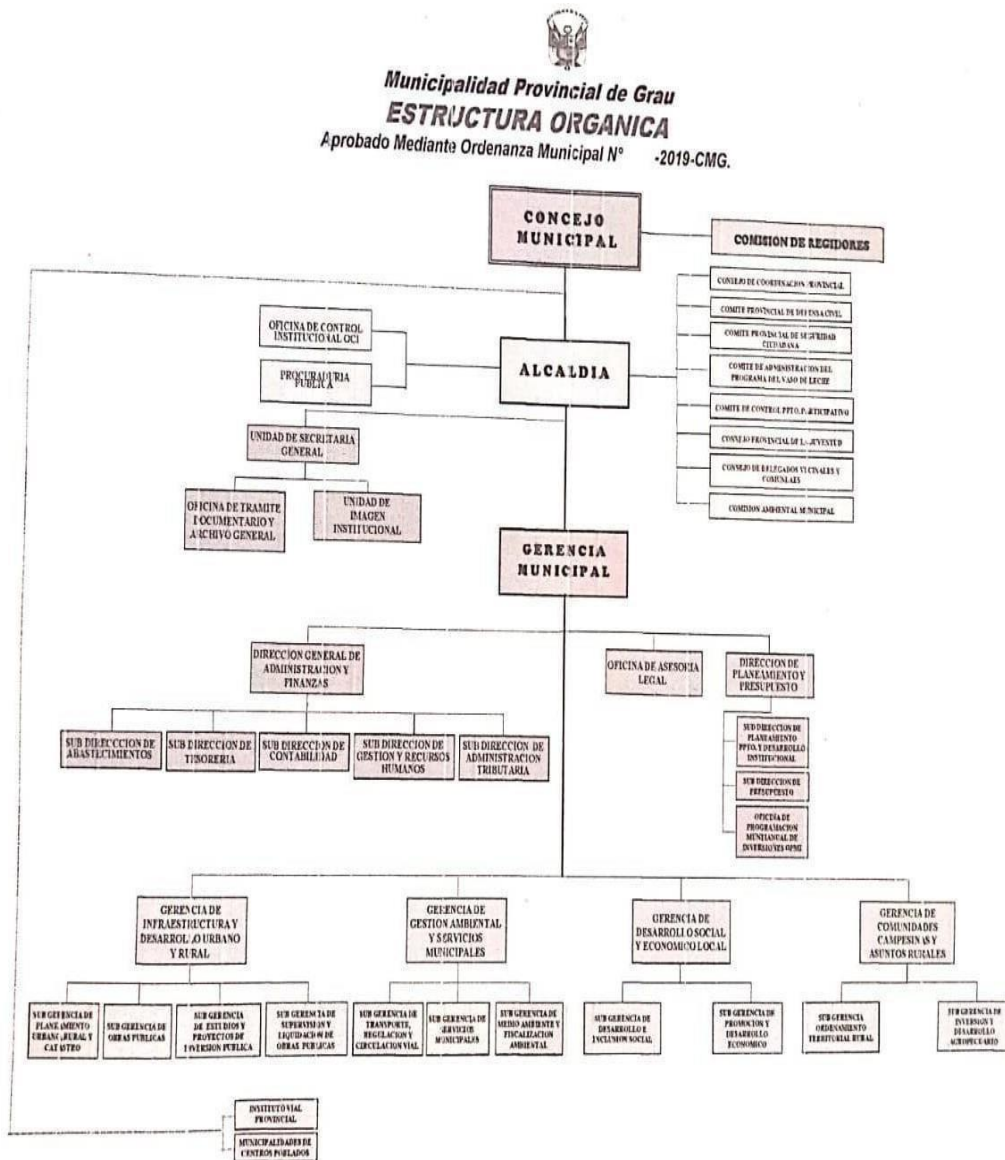 Municipalidad Provincial de Grau
ESTRUCTURA ORGANICA
Aprobado Mediante Ordenanza Municipal N° -2019-CMG.
CONCEJO
MUNICIPAL
COMISION DE REGIDORES
CONSEJO DE COORDINACION PROVINCIAL
COMITE PROVINCIAL DE DEFENSA CIVIL
COMITE PROVINCIAL DE SEGURIDAD
CIUDADANA
COMITE DE ADMINISTRACION DEL
PROGRAMA DEL VASO DE LECHE
COMITE DE CONTROL PPTO. PARTICIPATIVO
CONSEJO PROVINCIAL DE LA JUVENTUD
CONSEJO DE DELEGADOS VECINALES Y
COMUNLAES
COMISION AMBIENTAL MUNICIPAL
OFICINA DE CONTROL
INSTITUCIONAL OCI
PROCURADURIA
PUBLICA
ALCALDIA
UNIDAD DE SECRETARIA
GENERAL
OFICINA DE TRAMITE
DOCUMENTARIO Y
ARCHIVO GENERAL
UNIDAD DE
IMAGEN
INSTITUCIONAL
GERENCIA
MUNICIPAL
DIRECCION GENERAL DE
ADMINISTRACION Y
FINANZAS
OFICINA DE ASESORIA
LEGAL
DIRECCION DE
PLANEAMIENTO Y
PRESUPUESTO
SUB DIRECCCION DE
ABASTECIMIENTOS
SUB DIRECCION DE
TESORERIA
SUB DIRECCION DE
CONTABILIDAD
SUB DIRECCION DE
GESTION Y RECURSOS
HUMANOS
SUB DIRECCION DE
ADMINISTRACION
TRIBUTARIA
SUB DIRECCION DE
PLANEAMIENTO
PPTO. Y DESARROLLO
INSTITUCIONAL
SUB DIRECCION DE
PRESUPUESTO
OFICINA DE
PROGRAMACION
MUNTIANUAL DE
INVERSIONES OPMI
GERENCIA DE
INFRAESTRUCTURA Y
DESARROLLO URBANO
Y RURAL
GERENCIA DE
GESTION AMBIENTAL
Y SERVICIOS
MUNICIPALES
GERENCIA DE
DESARROLLO SOCIAL
Y ECONOMICO LOCAL
GERENCIA DE
COMUNIDADES
CAMPESINAS Y
ASUNTOS RURALES
SUB GERENCIA DE
PLANEAMIENTO
URBANO, RURAL Y
CATASTRO
SUB GERENCIA DE
OBRAS PUBLICAS
SUB GERENCIA
DE ESTUDIOS Y
PROYECTOS DE
INVERSION PUBLICA
SUB GERENCIA DE
SUPERVISION Y
LIQUIDACION DE
OBRAS PUBLICAS
SUB GERENCIA DE
TRANSPORTE,
REGULACION Y
CIRCULACION VIAL
SUB GERENCIA DE
SERVICIOS
MUNICIPALES
SUB GERENCIA DE
MEDIO AMBIENTE Y
FISCALIZACION
AMBIENTAL
SUB GERENCIA DE
DESARROLLO E
INCLUSION SOCIAL
SUB GERENCIA DE
PROMOCION Y
DESARROLLO
ECONOMICO
SUB GERENCIA
ORDENAMIENTO
TERRITORIAL RURAL
SUB GERENCIA DE
INVERSION Y
DESARROLLO
AGROPECUARIO
INSTITUTO VIAL
PROVINCIAL
MUNICIPALIDADES DE
CENTROS POBLADOS